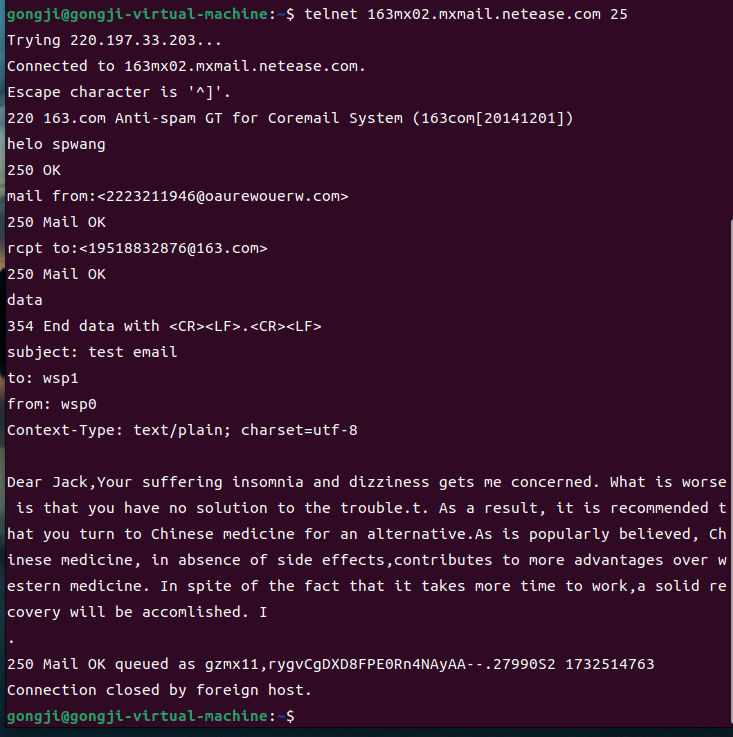 gongji@gongji-virtual-machine:~$ telnet 163mx02.mxmail.netease.com 25
Trying 220.197.33.203...
Connected to 163mx02.mxmail.netease.com.
Escape character is '^]'.
220 163.com Anti-spam GT for Coremail System (163com[20141201])
helo spwang
250 OK
mail from:<2223211946@oaurewouerw.com>
250 Mail OK
rcpt to:<19518832876@163.com>
250 Mail OK
data
354 End data with <CR><LF>.<CR><LF>
subject: test email
to: wsp1
from: wsp0
Context-Type: text/plain; charset=utf-8

Dear Jack,Your suffering insomnia and dizziness gets me concerned. What is worse
 is that you have no solution to the trouble.t. As a result, it is recommended t
hat you turn to Chinese medicine for an alternative.As is popularly believed, Ch
inese medicine, in absence of side effects,contributes to more advantages over w
estern medicine. In spite of the fact that it takes more time to work,a solid re
covery will be accomlished. I
.
250 Mail OK queued as gzmx11,rygvCgDXD8FPE0Rn4NAyAA--.27990S2 1732514763
Connection closed by foreign host.
gongji@gongji-virtual-machine:~$